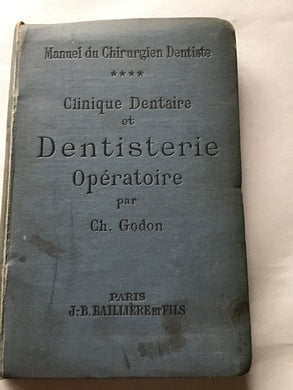 Manuel du Chirurgien Dentiste
****
Clinique Dentaire
et
Dentisterie
Opératoire
par
Ch. Godon
PARIS
J.-B. BAILLIÈRE ET FILS